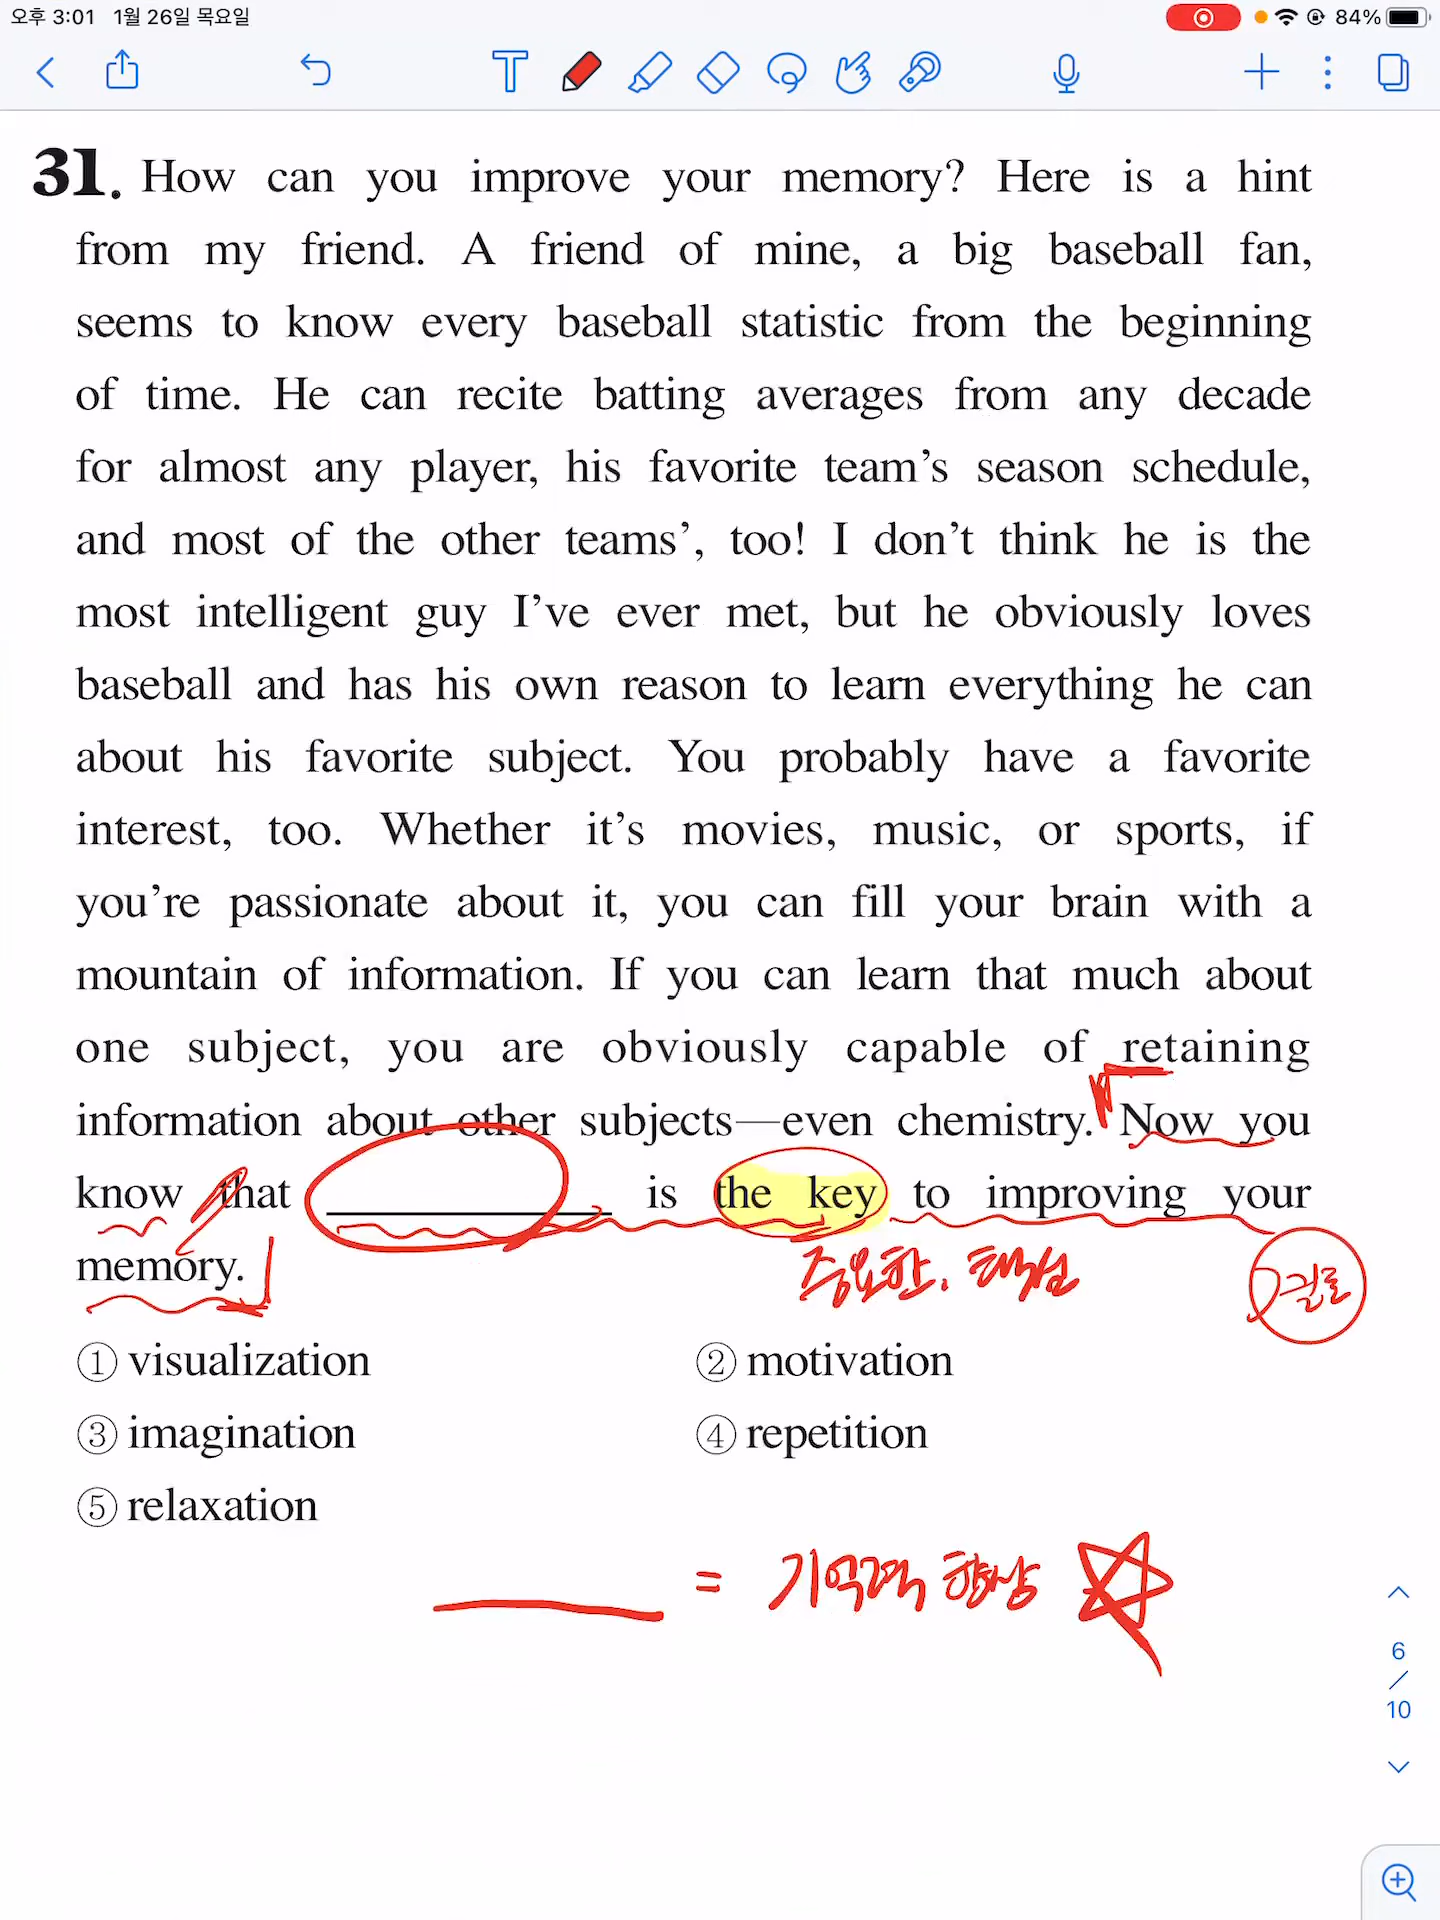 오후 3:01 1월 26일 목요일 84%
31. How can you improve your memory? Here is a hint
from my friend. A friend of mine, a big baseball fan,
seems to know every baseball statistic from the beginning
of time. He can recite batting averages from any decade
for almost any player, his favorite team's season schedule,
and most of the other teams', too! I don't think he is the
most intelligent guy I've ever met, but he obviously loves
baseball and has his own reason to learn everything he can
about his favorite subject. You probably have a favorite
interest, too. Whether it's movies, music, or sports, if
you're passionate about it, you can fill your brain with a
mountain of information. If you can learn that much about
one subject, you are obviously capable of retaining
information about other subjects—even chemistry. Now you
know that ____________ is the key to improving your
memory.
중요한, 핵심
결론
① visualization ② motivation
③ imagination ④ repetition
⑤ relaxation
= 기억력 향상
6
/
10